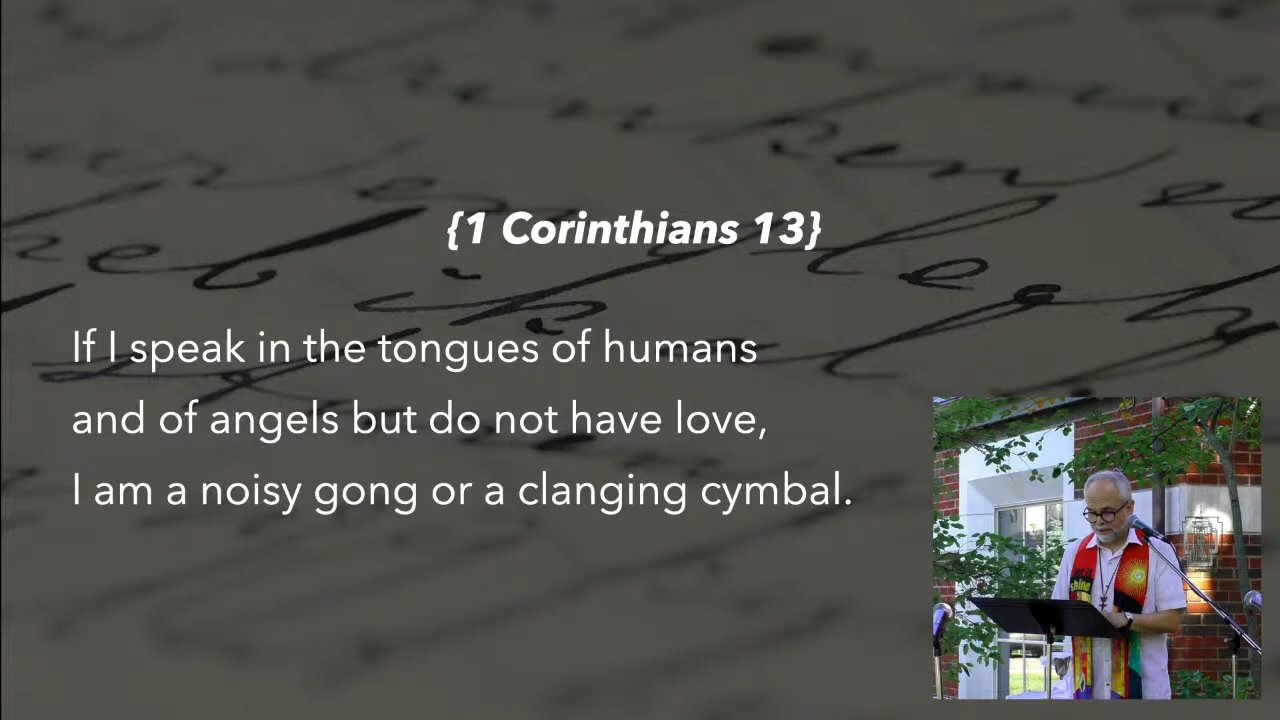 {1 Corinthians 13}
If I speak in the tongues of humans
and of angels but do not have love,
I am a noisy gong or a clanging cymbal.
shine